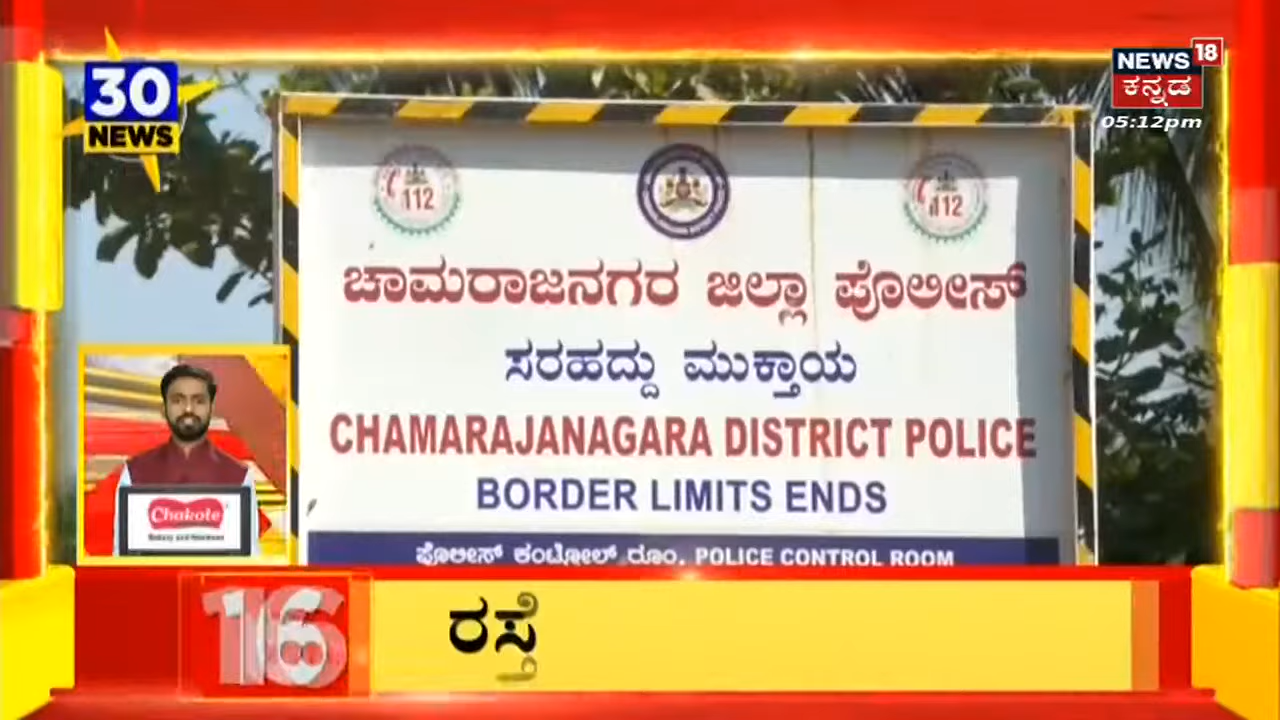 30
NEWS
NEWS 18
ಕನ್ನಡ
05:12pm
112
112
ಚಾಮರಾಜನಗರ ಜಿಲ್ಲಾ ಪೊಲೀಸ್
ಸರಹದ್ದು ಮುಕ್ತಾಯ
CHAMARAJANAGARA DISTRICT POLICE
BORDER LIMITS ENDS
ಪೊಲೀಸ್ ಕಂಟ್ರೋಲ್ ರೂಂ. POLICE CONTROL ROOM
Chakote
ರಸ್ತೆ